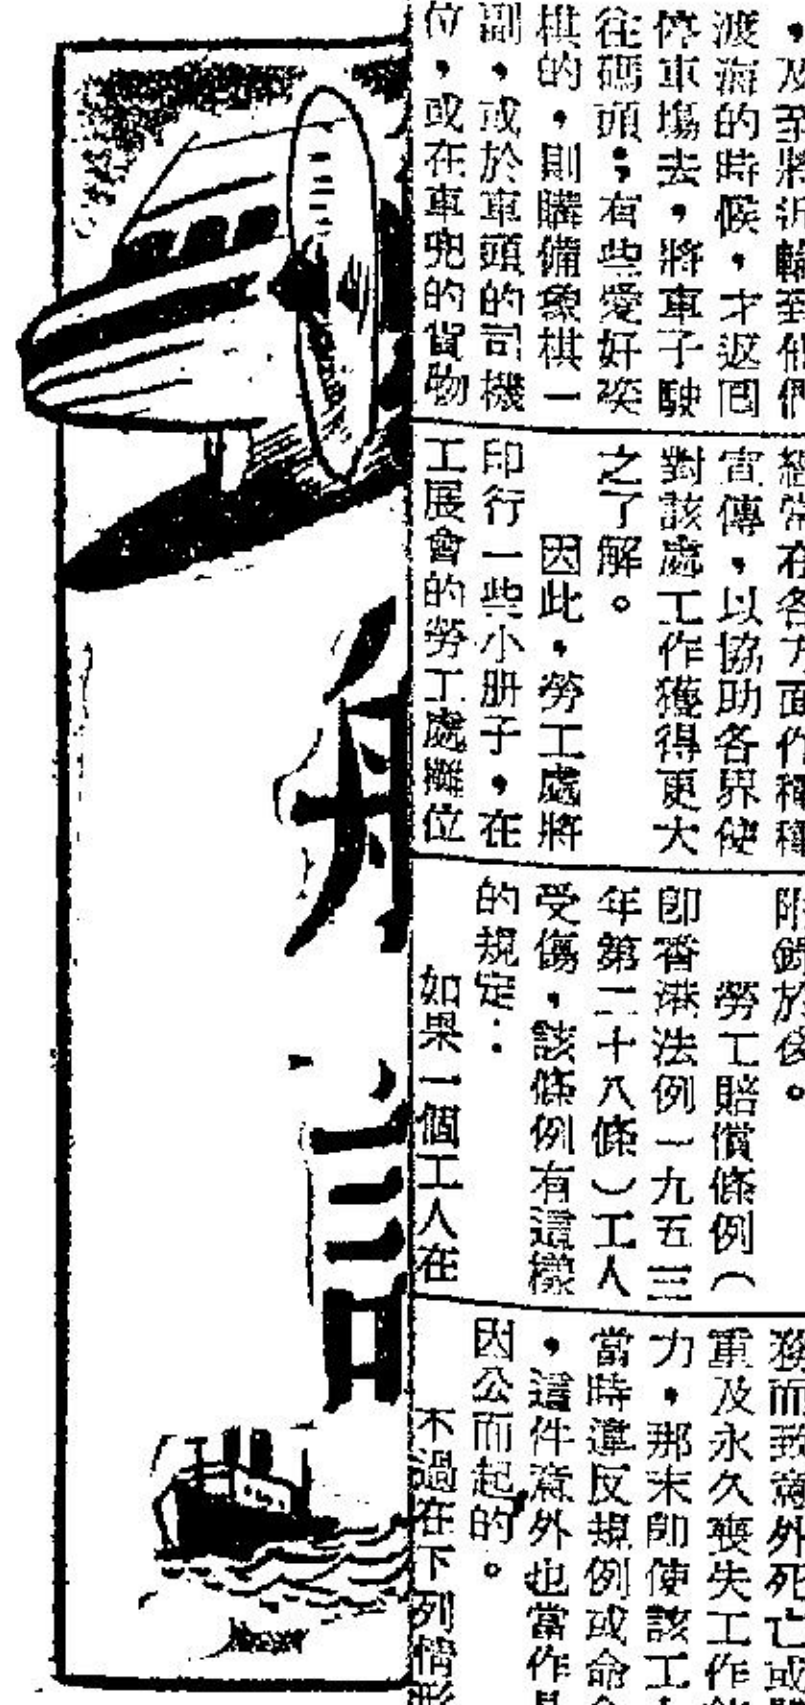 ，及至將近輪到他們
渡海的時候，才返囘
停車塲去，將車子駛
往碼頭；有些愛好奕
棋的，則購備象棋一
副，或於車頭的司機
位，或在車兜的貨物
經常在各方面作種種
宣傳，以協助各界使
對該處工作獲得更大
之了解。
因此，勞工處將
印行一些小册子，在
工展會的勞工處攤位
附錄於後。
勞工賠償條例（
卽香港法例一九五三
年第二十八條）工人
受傷，該條例有這樣
的規定：
如果一個工人在
務而致意外死亡或
重及永久喪失工作
力，那末卽使該工
當時違反規例或命
，這件意外也當作
因公而起的。
不過在下列情形